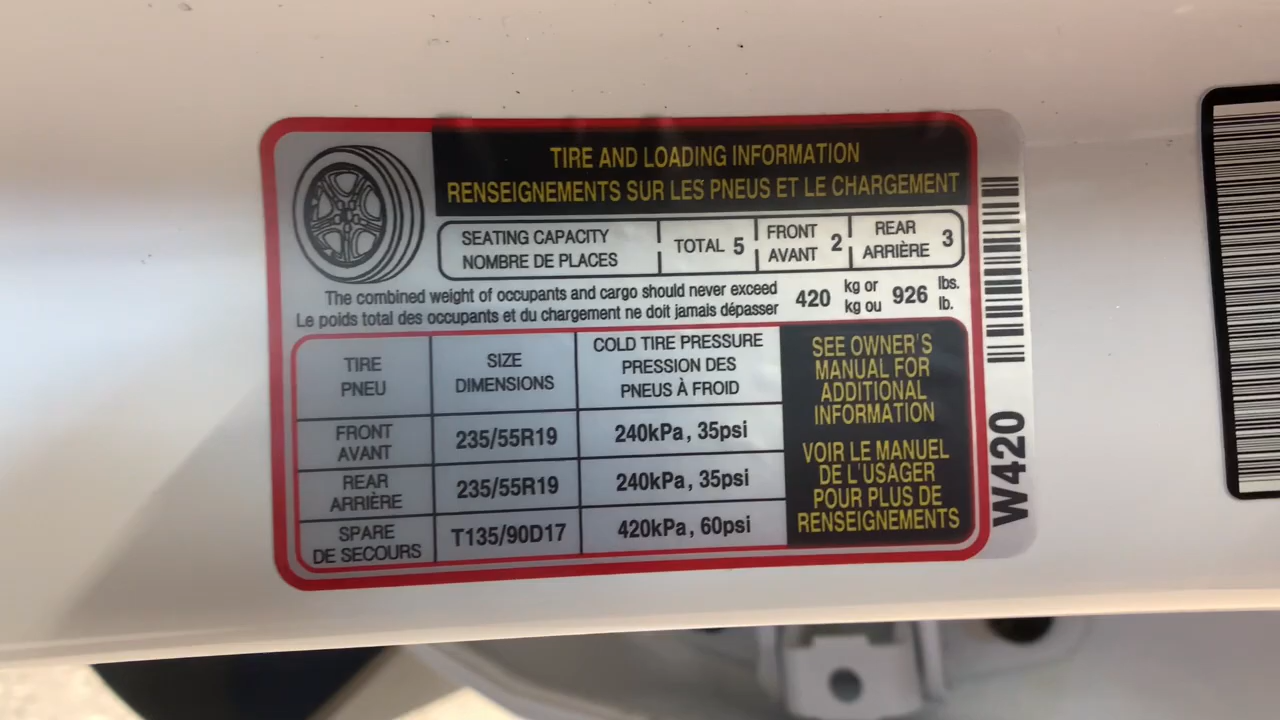 TIRE AND LOADING INFORMATION
RENSEIGNEMENTS SUR LES PNEUS ET LE CHARGEMENT
SEATING CAPACITY
NOMBRE DE PLACES
TOTAL 5
FRONT
AVANT
2
REAR
ARRIÈRE
3
The combined weight of occupants and cargo should never exceed
Le poids total des occupants et du chargement ne doit jamais dépasser
420
kg or
kg ou
926
lbs.
lb.
TIRE
PNEU
SIZE
DIMENSIONS
COLD TIRE PRESSURE
PRESSION DES
PNEUS À FROID
FRONT
AVANT
235/55R19
240kPa, 35psi
REAR
ARRIÈRE
235/55R19
240kPa, 35psi
SPARE
DE SECOURS
T135/90D17
420kPa, 60psi
SEE OWNER'S
MANUAL FOR
ADDITIONAL
INFORMATION
VOIR LE MANUEL
DE L'USAGER
POUR PLUS DE
RENSEIGNEMENTS
W420